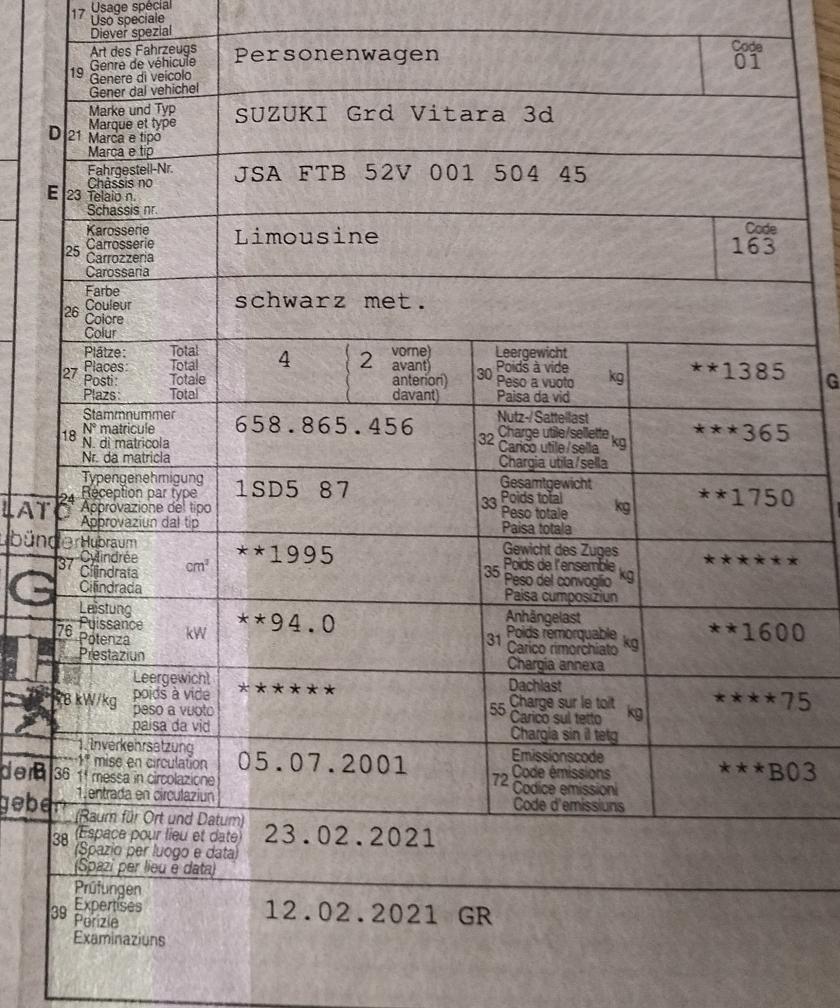 17 Usage spécial
Uso speciale
Diever spezial
19 Art des Fahrzeugs
Genre de véhicule
Genere di veicolo
Gener dal vehichel
Personenwagen
Code
01
D 21 Marke und Typ
Marque et type
Marca e tipo
Marca e tip
SUZUKI Grd Vitara 3d
E 23 Fahrgestell-Nr.
Châssis no
Telaio n.
Schassis nr.
JSA FTB 52V 001 504 45
25 Karosserie
Carrosserie
Carrozzeria
Carossaria
Limousine
Code
163
26 Farbe
Couleur
Colore
Colur
schwarz met.
27 Plätze: Total
Places: Total
Posti: Totale
Plazs: Total
4 ( 2 vorne)
avant)
anteriori)
davant)
30 Leergewicht
Poids à vide
Peso a vuoto
Paisa da vid
kg
**1385
G
18 Stammnummer
N° matricule
N. di matricola
Nr. da matricla
658.865.456
32 Nutz-/Sattellast
Charge utile/sellette
Carico utile/sella
Chargia utila/sella
kg
***365
24 Typengenehmigung
Réception par type
Approvazione del tipo
Approvaziun dal tip
1SD5 87
33 Gesamtgewicht
Poids total
Peso totale
Paisa totala
kg
**1750
37 Hubraum
Cylindrée
Cilindrata
Cilindrada
cm³
**1995
35 Gewicht des Zuges
Poids de l'ensemble
Peso del convoglio
Paisa cumposiziun
kg
******
76 Leistung
Puissance
Potenza
Prestaziun
kW
**94.0
31 Anhängelast
Poids remorquable
Carico rimorchiato
Chargia annexa
kg
**1600
78 kW/kg Leergewicht
poids à vide
peso a vuoto
paisa da vid
******
55 Dachlast
Charge sur le toit
Carico sul tetto
Chargia sin il tetg
kg
****75
B 36 1. Inverkehrsetzung
1re mise en circulation
1a messa in circolazione
1. entrada en circulaziun
05.07.2001
72 Emissionscode
Code émissions
Codice emissioni
Code d'emissiuns
***B03
38 (Raum für Ort und Datum)
(Espace pour lieu et date)
(Spazio per luogo e data)
(Spazi per lieu e data)
23.02.2021
39 Prüfungen
Expertises
Perizie
Examinaziuns
12.02.2021 GR